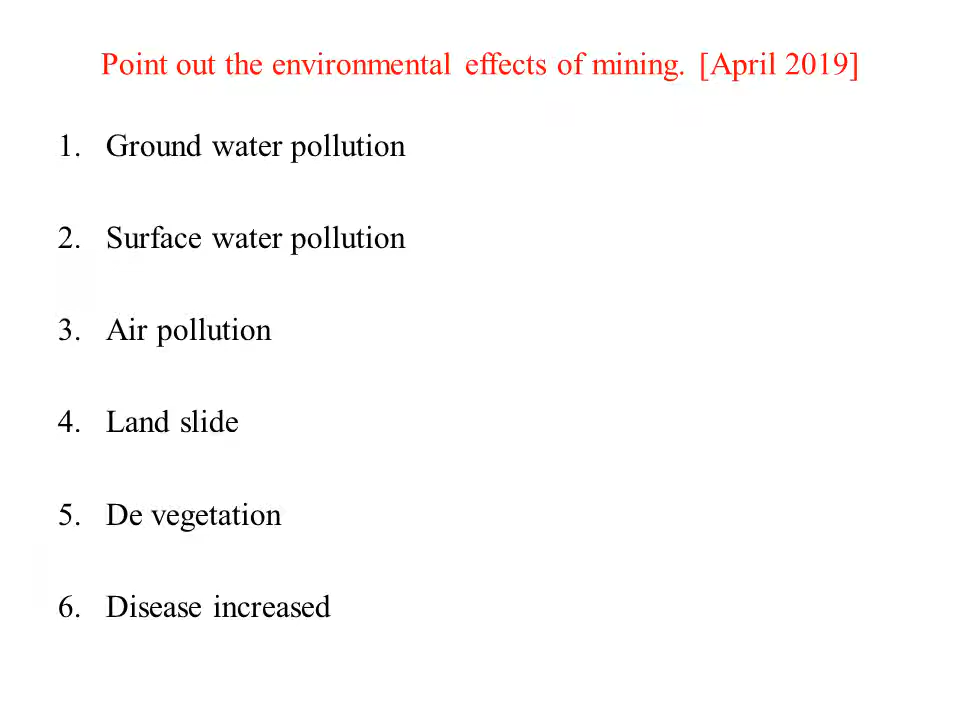 Point out the environmental effects of mining. [April 2019]
1. Ground water pollution
2. Surface water pollution
3. Air pollution
4. Land slide
5. De vegetation
6. Disease increased